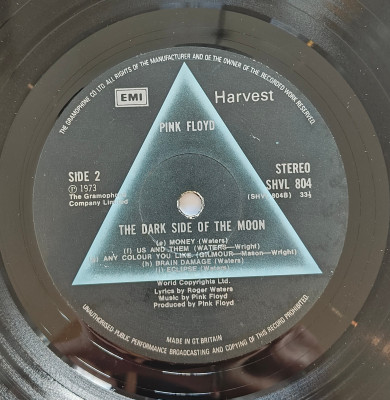 THE GRAMOPHONE CO LTD. ALL RIGHTS OF THE MANUFACTURER AND OF THE OWNER OF THE RECORDED WORK RESERVED.
EMI
Harvest
PINK FLOYD
SIDE 2
℗ 1973
The Gramophone
Company Limited
STEREO
SHVL 804
(SHVL 804B) 33⅓
THE DARK SIDE OF THE MOON
(e) MONEY (Waters)
(f) US AND THEM (WATERS—Wright)
(g) ANY COLOUR YOU LIKE (GILMOUR—Mason—Wright)
(h) BRAIN DAMAGE (Waters)
(i) ECLIPSE (Waters)
World Copyrights Ltd.
Lyrics by Roger Waters
Music by Pink Floyd
Produced by Pink Floyd
UNAUTHORISED PUBLIC PERFORMANCE BROADCASTING AND COPYING OF THIS RECORD PROHIBITED.
MADE IN GT. BRITAIN